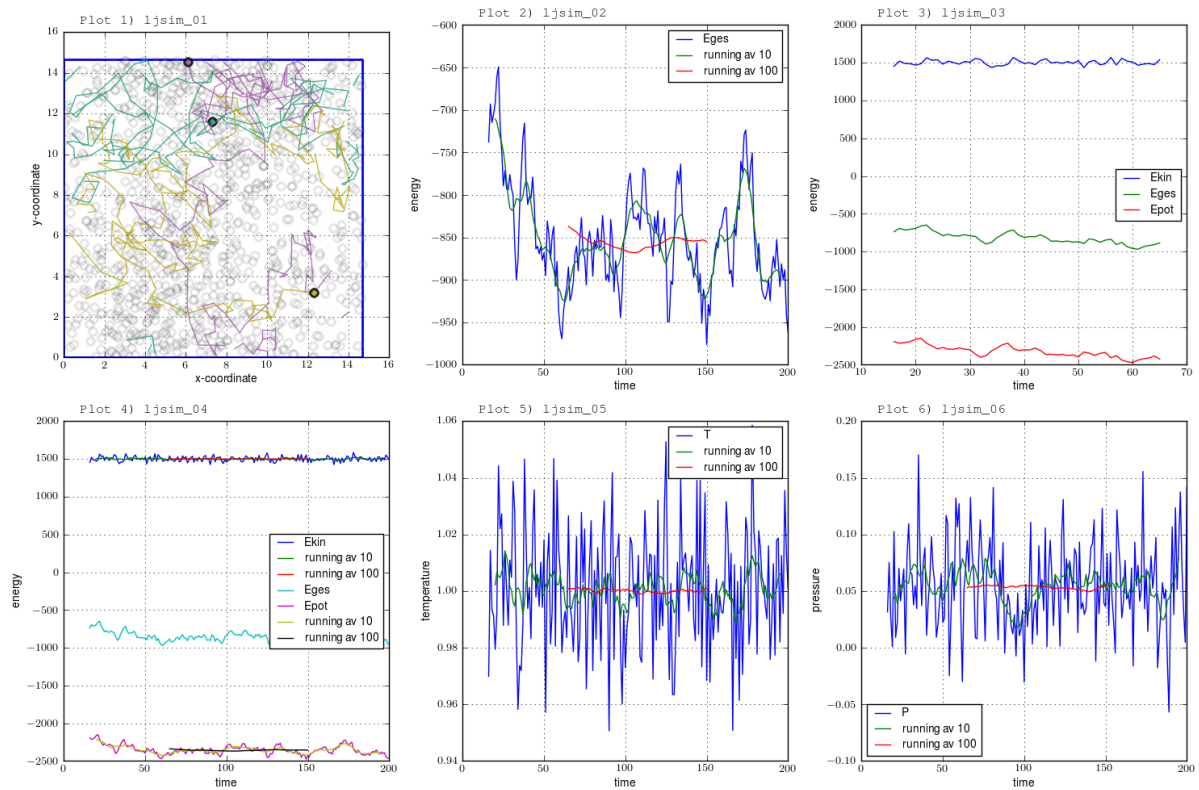 Plot 1) ljsim_01
16
14
12
10
8
6
4
2
0
0 2 4 6 8 10 12 14 16
y-coordinate
x-coordinate
Plot 2) ljsim_02
−600
−650
−700
−750
−800
−850
−900
−950
−1000
0 50 100 150 200
energy
time
Eges
running av 10
running av 100
Plot 3) ljsim_03
2000
1500
1000
500
0
−500
−1000
−1500
−2000
−2500
10 20 30 40 50 60 70
energy
time
Ekin
Eges
Epot
Plot 4) ljsim_04
2000
1500
1000
500
0
−500
−1000
−1500
−2000
−2500
0 50 100 150 200
energy
time
Ekin
running av 10
running av 100
Eges
Epot
running av 10
running av 100
Plot 5) ljsim_05
1.06
1.04
1.02
1.00
0.98
0.96
0.94
0 50 100 150 200
temperature
time
T
running av 10
running av 100
Plot 6) ljsim_06
0.20
0.15
0.10
0.05
0.00
−0.05
−0.10
0 50 100 150 200
pressure
time
P
running av 10
running av 100